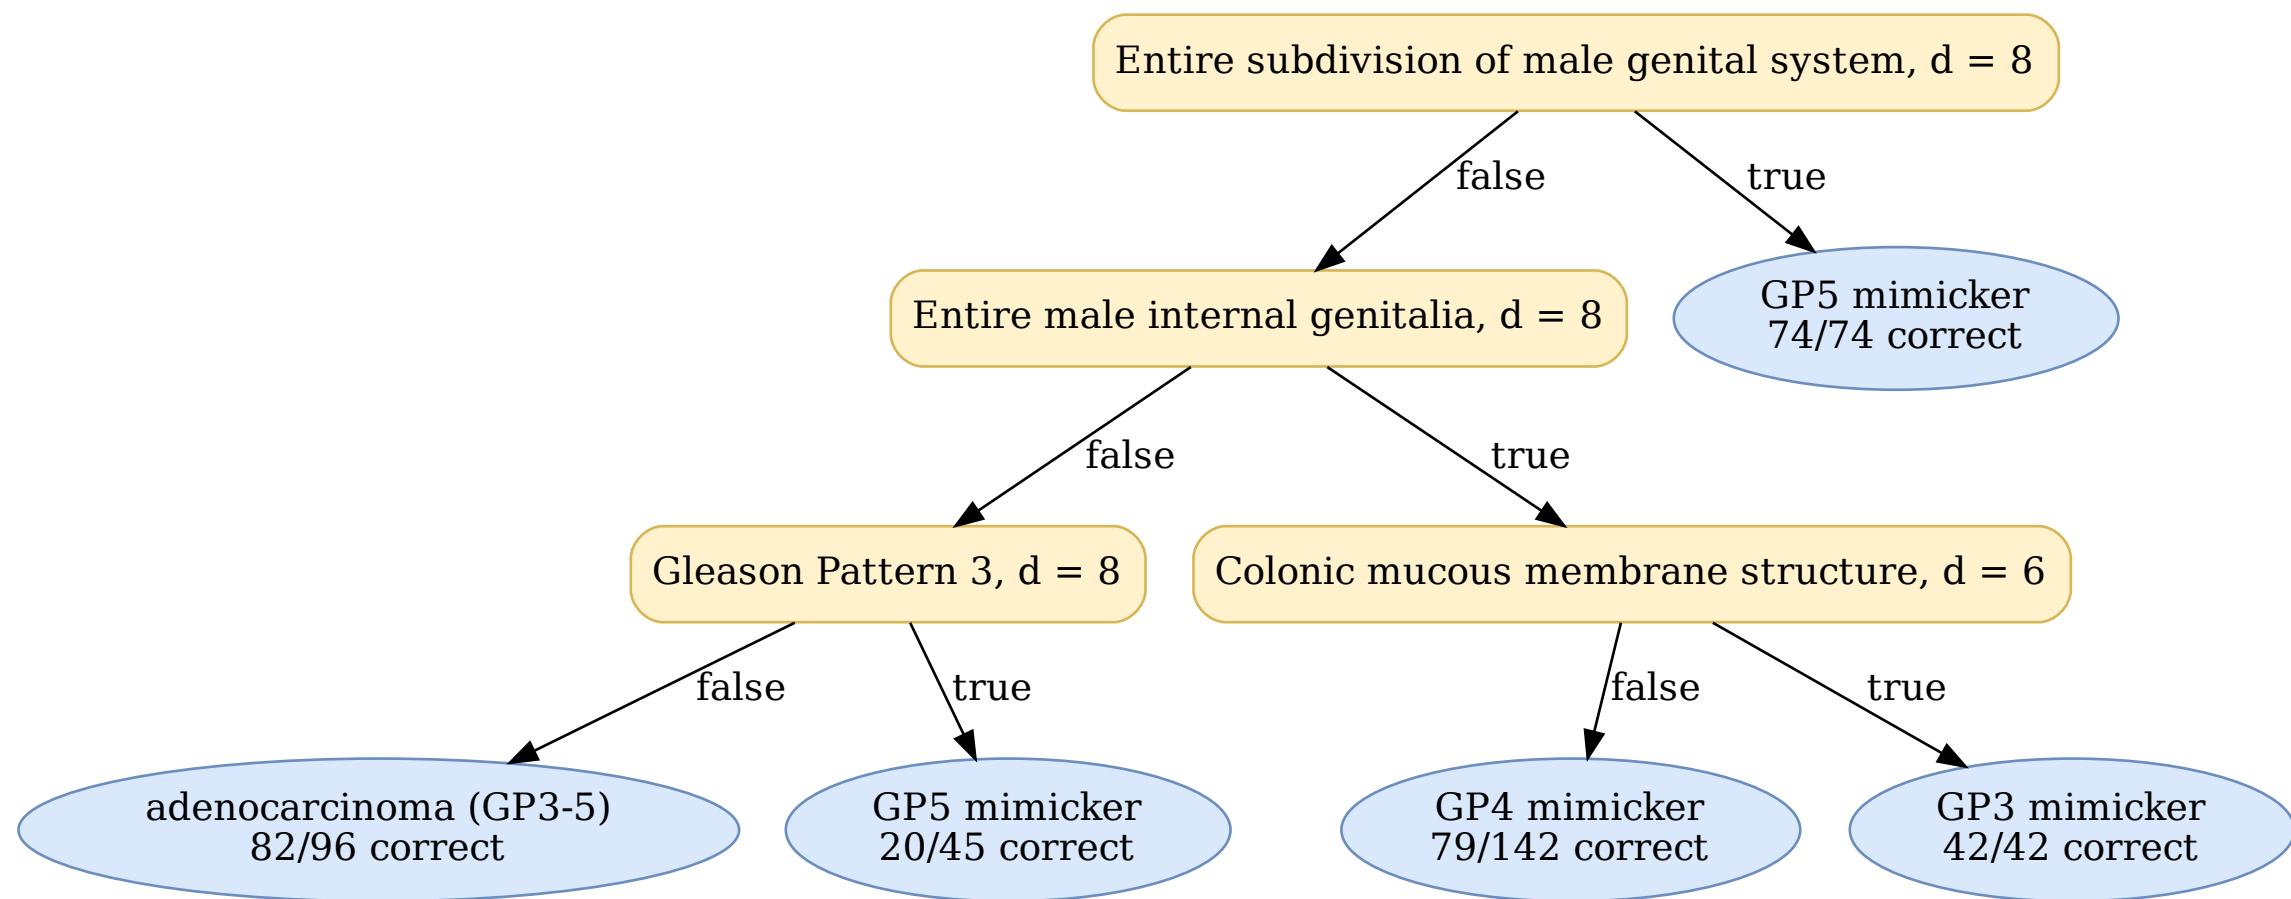 Entire subdivision of male genital system, d = 8
false
true
Entire male internal genitalia, d = 8
GP5 mimicker
74/74 correct
false
true
Gleason Pattern 3, d = 8
Colonic mucous membrane structure, d = 6
false
true
false
true
adenocarcinoma (GP3-5)
82/96 correct
GP5 mimicker
20/45 correct
GP4 mimicker
79/142 correct
GP3 mimicker
42/42 correct